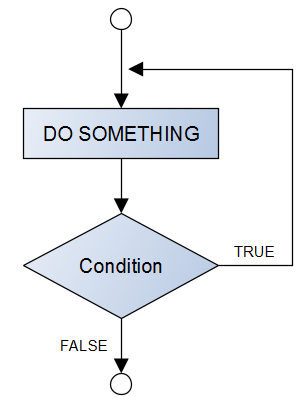 DO SOMETHING
Condition
TRUE
FALSE